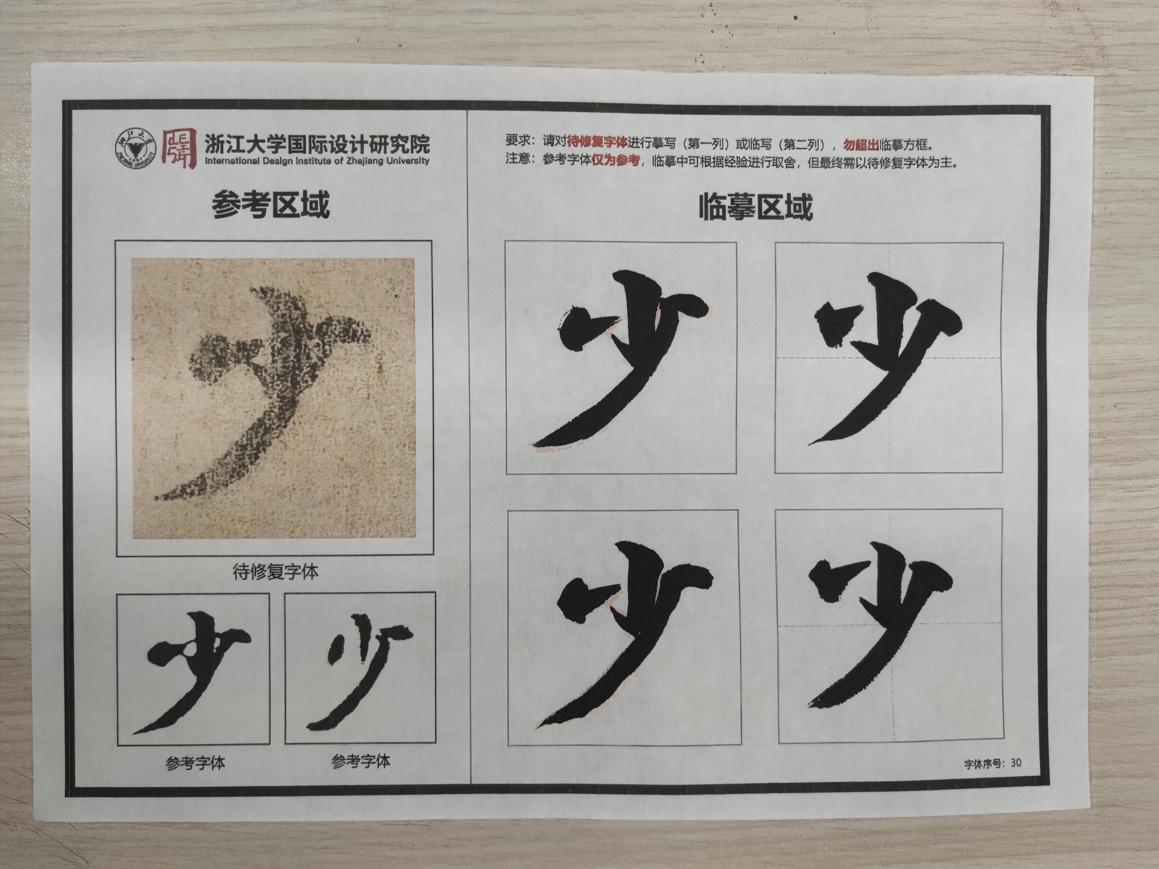 浙江大学国际设计研究院
International Design Institute of Zhejiang University
参考区域
少
待修复字体
少 少
参考字体 参考字体
要求：请对待修复字体进行摹写（第一列）或临写（第二列），勿超出临摹方框。
注意：参考字体仅为参考，临摹中可根据经验进行取舍，但最终需以待修复字体为主。
临摹区域
少 少
少 少
字体序号：30